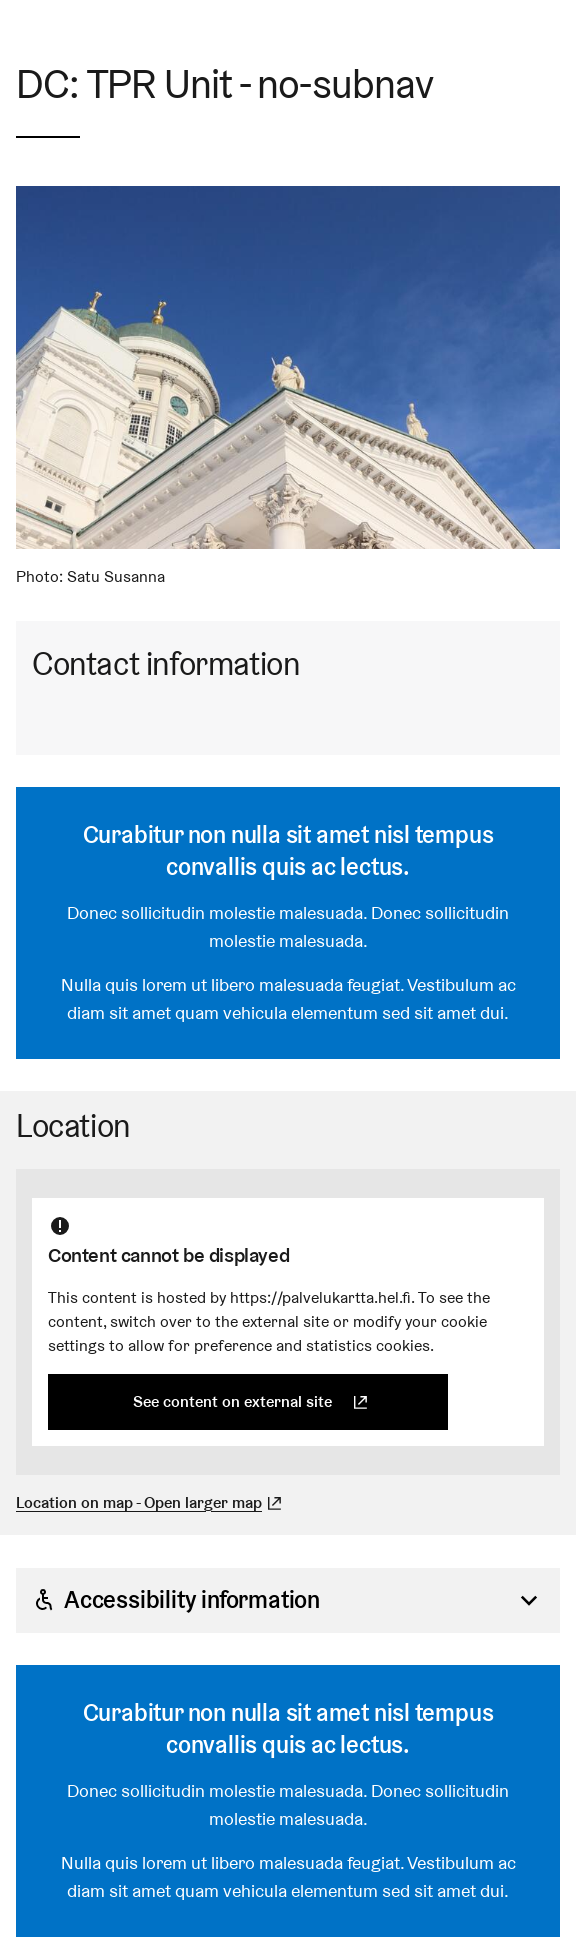 DC: TPR Unit - no-subnav
Photo: Satu Susanna
Contact information
Curabitur non nulla sit amet nisl tempus
convallis quis ac lectus.
Donec sollicitudin molestie malesuada. Donec sollicitudin
molestie malesuada.
Nulla quis lorem ut libero malesuada feugiat. Vestibulum ac
diam sit amet quam vehicula elementum sed sit amet dui.
Location
Content cannot be displayed
This content is hosted by https://palvelukartta.hel.fi. To see the
content, switch over to the external site or modify your cookie
settings to allow for preference and statistics cookies.
See content on external site
Location on map - Open larger map
Accessibility information
Curabitur non nulla sit amet nisl tempus
convallis quis ac lectus.
Donec sollicitudin molestie malesuada. Donec sollicitudin
molestie malesuada.
Nulla quis lorem ut libero malesuada feugiat. Vestibulum ac
diam sit amet quam vehicula elementum sed sit amet dui.